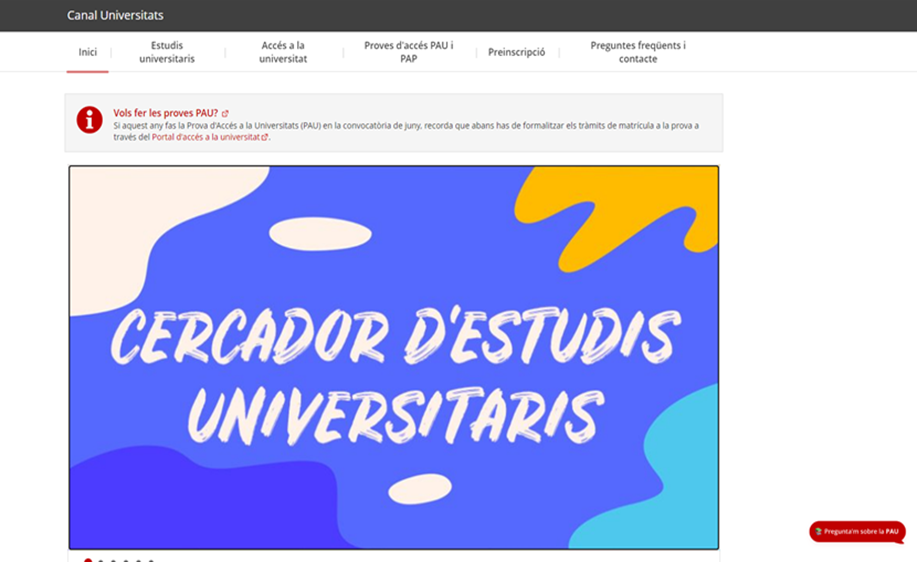 Canal Universitats
Inici
Estudis
universitaris
Accés a la
universitat
Proves d'accés PAU i
PAP
Preinscripció
Preguntes freqüents i
contacte
Vols fer les proves PAU?
Si aquest any fas la Prova d'Accés a la Universitats (PAU) en la convocatòria de juny, recorda que abans has de formalitzar els tràmits de matrícula a la prova a
través del Portal d'accés a la universitat.
CERCADOR D'ESTUDIS
UNIVERSITARIS
Pregunta'm sobre la PAU